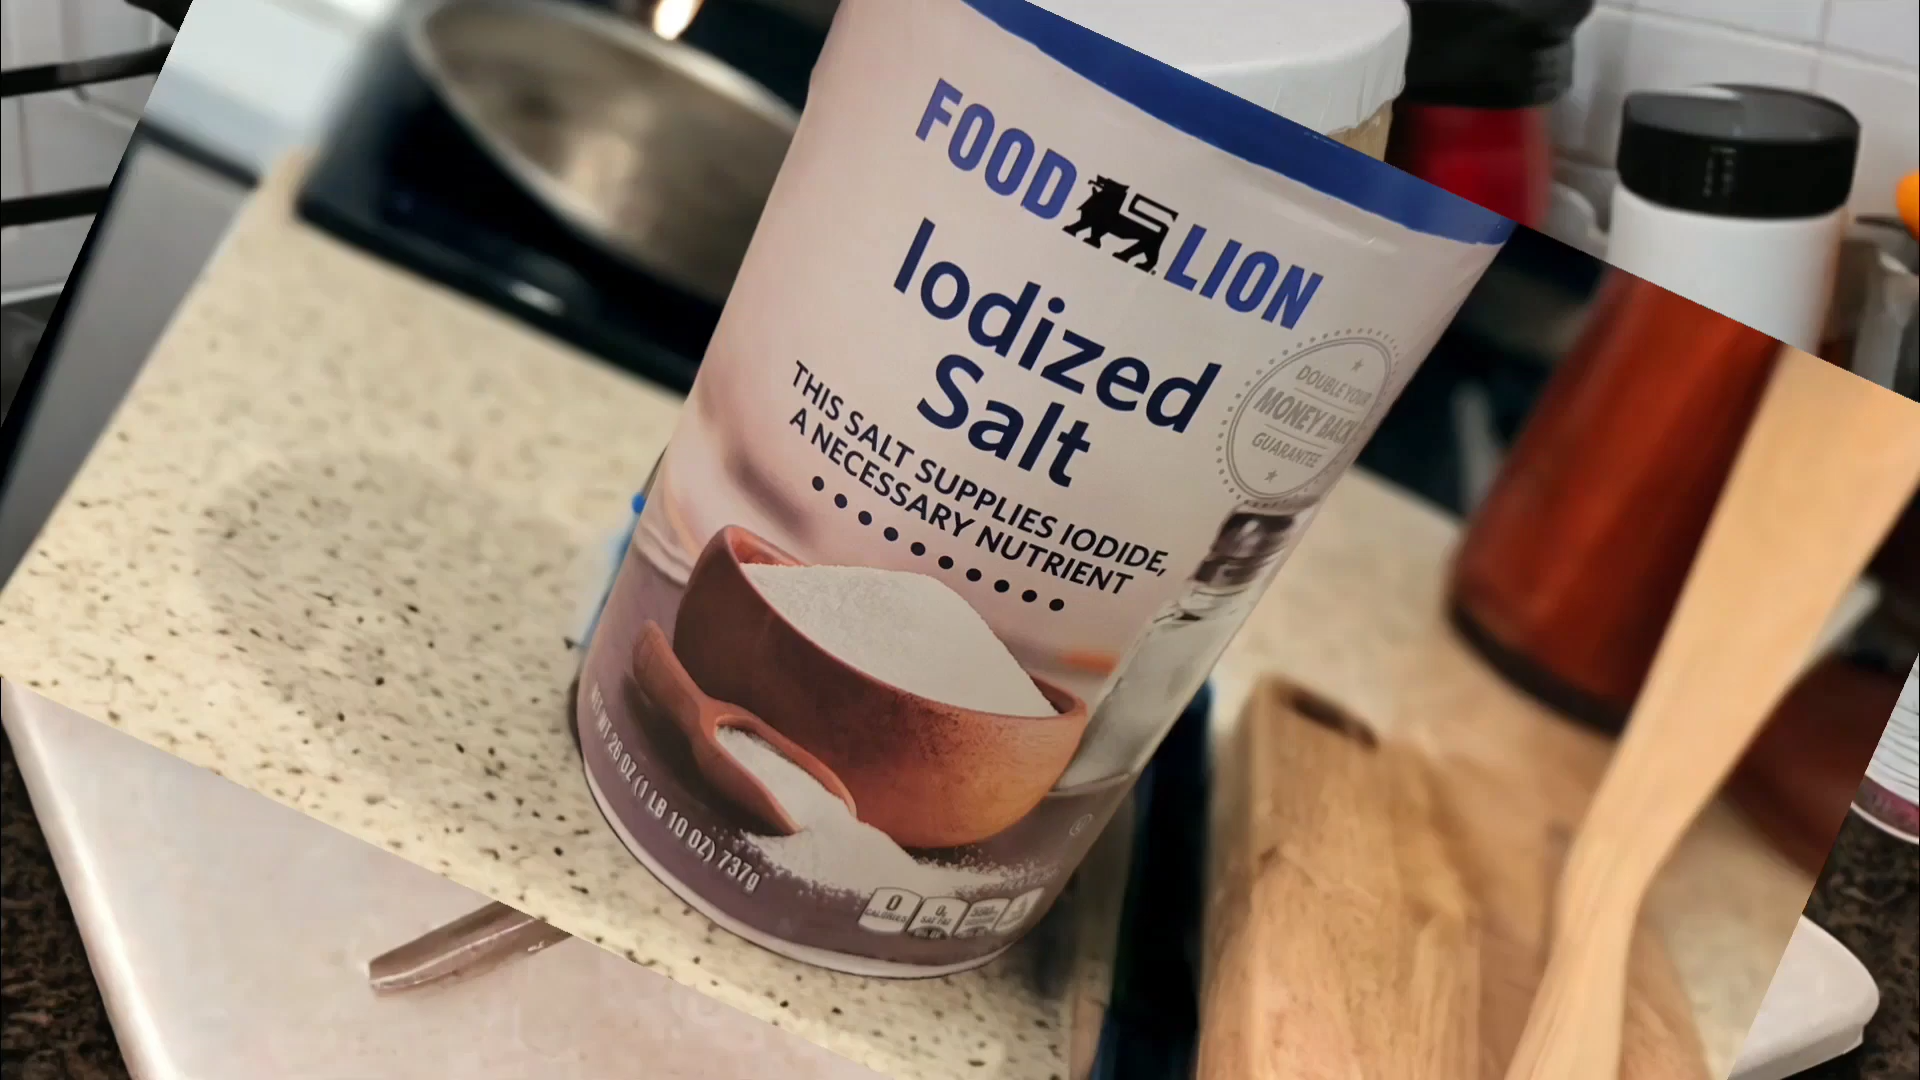 FOOD LION
Iodized
Salt
THIS SALT SUPPLIES IODIDE,
A NECESSARY NUTRIENT
DOUBLE YOUR
MONEY BACK
GUARANTEE
NET WT 26 OZ (1 LB 10 OZ) 737g
0
CALORIES
0g
SAT FAT